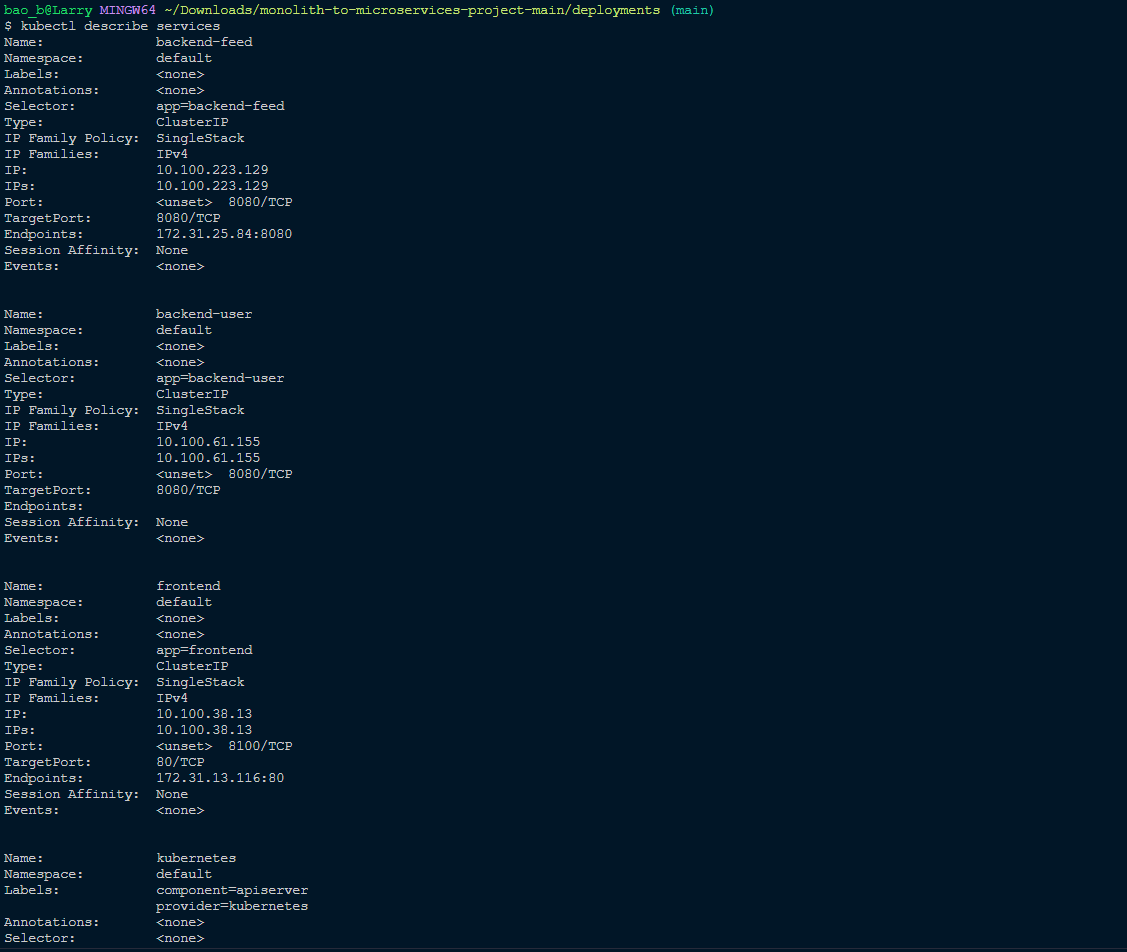 bao_b@Larry MINGW64 ~/Downloads/monolith-to-microservices-project-main/deployments (main)
$ kubectl describe services
Name:              backend-feed
Namespace:         default
Labels:            <none>
Annotations:       <none>
Selector:          app=backend-feed
Type:              ClusterIP
IP Family Policy:  SingleStack
IP Families:       IPv4
IP:                10.100.223.129
IPs:               10.100.223.129
Port:              <unset>  8080/TCP
TargetPort:        8080/TCP
Endpoints:         172.31.25.84:8080
Session Affinity:  None
Events:            <none>
Name:              backend-user
Namespace:         default
Labels:            <none>
Annotations:       <none>
Selector:          app=backend-user
Type:              ClusterIP
IP Family Policy:  SingleStack
IP Families:       IPv4
IP:                10.100.61.155
IPs:               10.100.61.155
Port:              <unset>  8080/TCP
TargetPort:        8080/TCP
Endpoints:
Session Affinity:  None
Events:            <none>
Name:              frontend
Namespace:         default
Labels:            <none>
Annotations:       <none>
Selector:          app=frontend
Type:              ClusterIP
IP Family Policy:  SingleStack
IP Families:       IPv4
IP:                10.100.38.13
IPs:               10.100.38.13
Port:              <unset>  8100/TCP
TargetPort:        80/TCP
Endpoints:         172.31.13.116:80
Session Affinity:  None
Events:            <none>
Name:              kubernetes
Namespace:         default
Labels:            component=apiserver
                   provider=kubernetes
Annotations:       <none>
Selector:          <none>